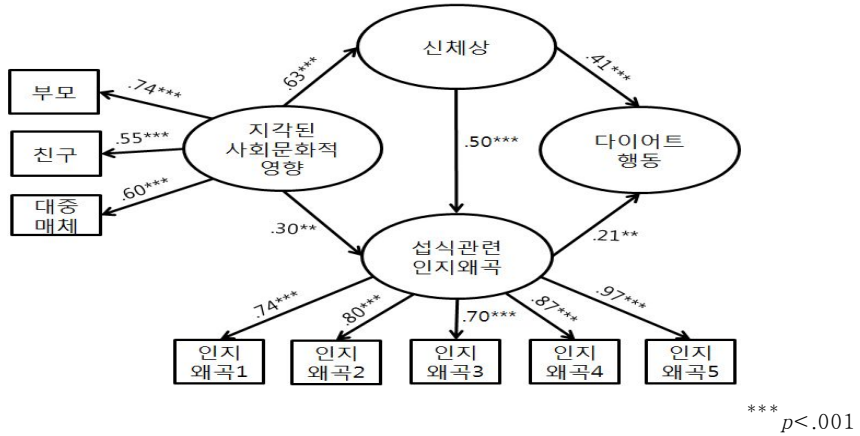 신체상
.63***
.41***
부모
.74***
지각된
사회문화적
영향
친구
.55***
.50***
다이어트
행동
대중
매체
.60***
.30**
섭식관련
인지왜곡
.21**
.74***
.80***
.70***
.87***
.97***
인지
왜곡1
인지
왜곡2
인지
왜곡3
인지
왜곡4
인지
왜곡5
***p<.001